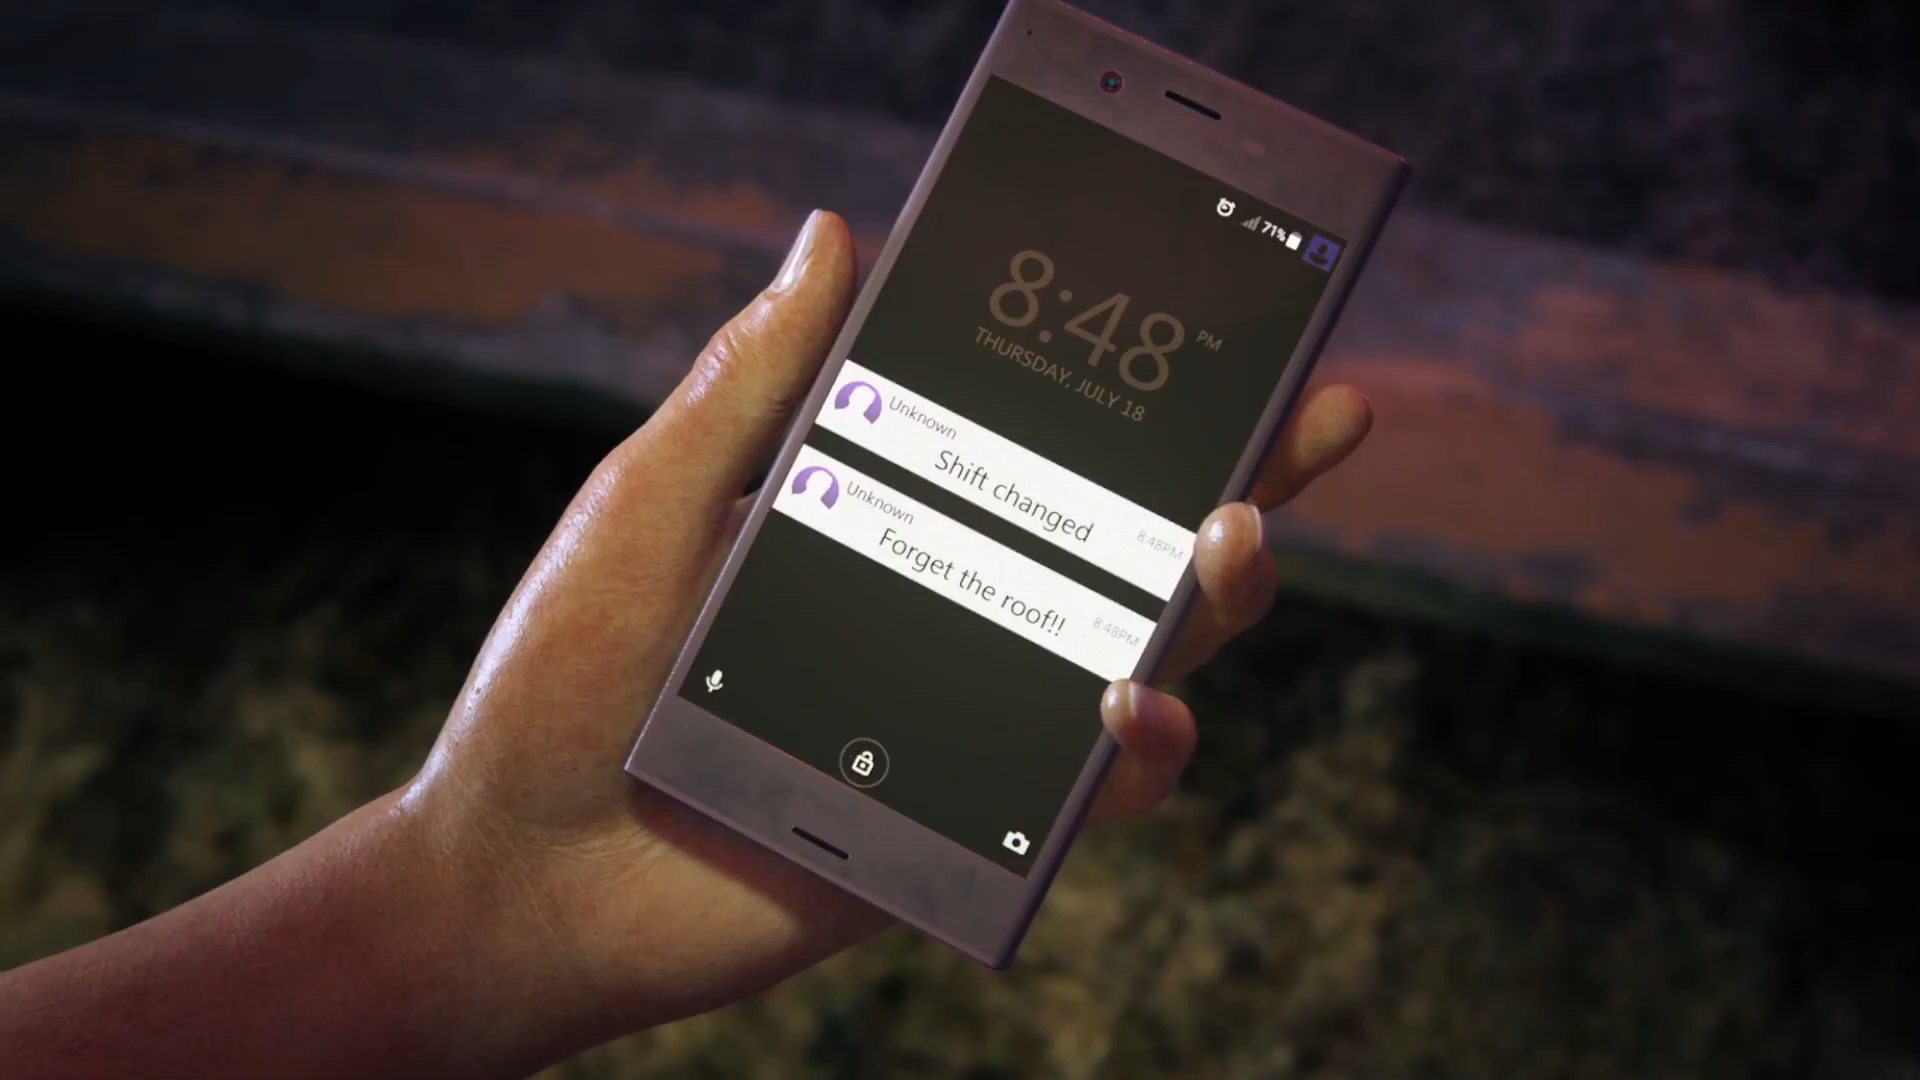 71%
8:48 PM
THURSDAY, JULY 18
Unknown
Shift changed
8:48PM
Unknown
Forget the roof!!
8:48PM